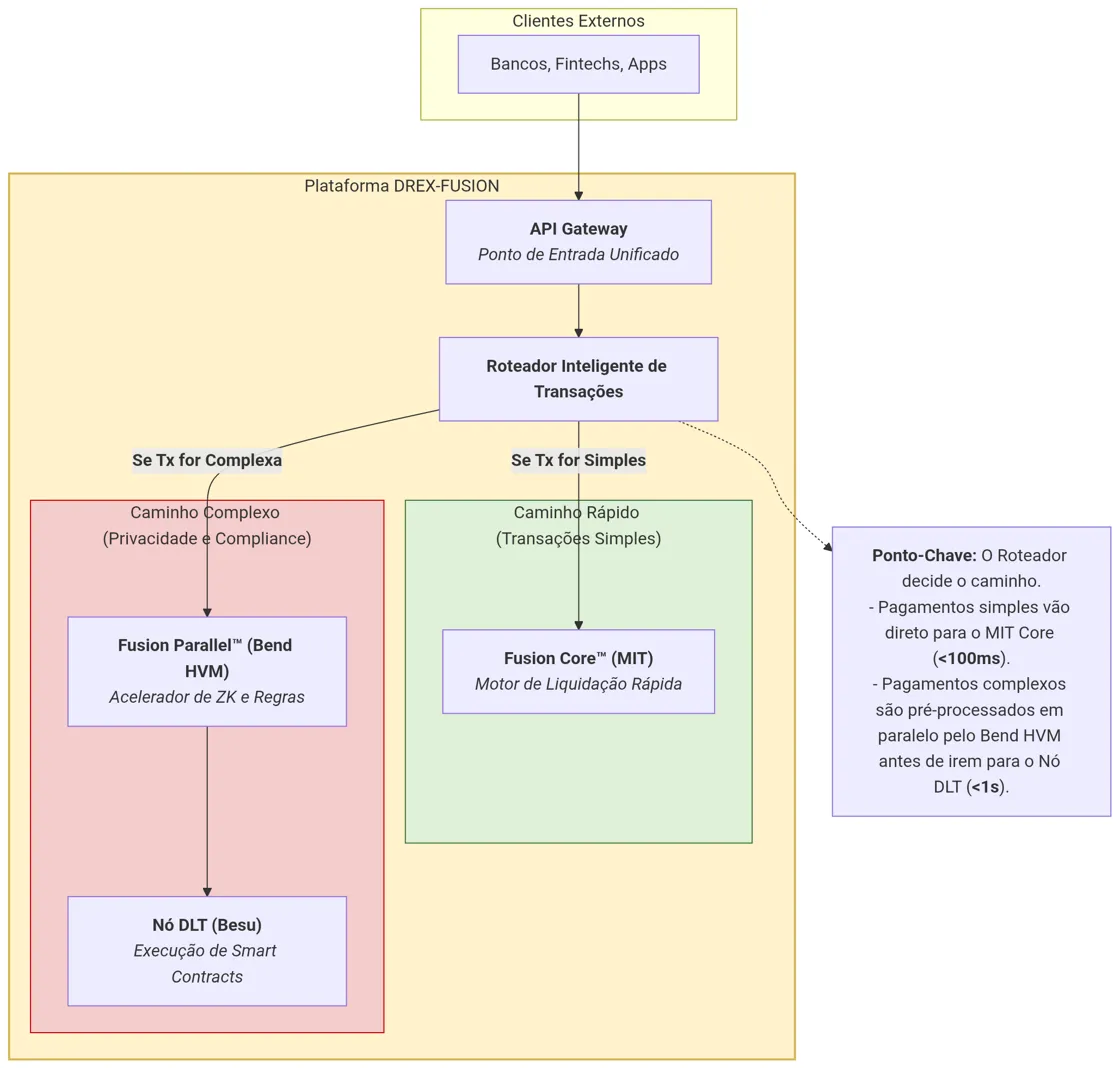 Clientes Externos
Bancos, Fintechs, Apps
Plataforma DREX-FUSION
API Gateway
Ponto de Entrada Unificado
Roteador Inteligente de
Transações
Se Tx for Complexa
Se Tx for Simples
Caminho Complexo
(Privacidade e Compliance)
Caminho Rápido
(Transações Simples)
Fusion Parallel™ (Bend
HVM)
Acelerador de ZK e Regras
Fusion Core™ (MIT)
Motor de Liquidação Rápida
Nó DLT (Besu)
Execução de Smart
Contracts
Ponto-Chave: O Roteador
decide o caminho.
- Pagamentos simples vão
direto para o MIT Core
(<100ms).
- Pagamentos complexos
são pré-processados em
paralelo pelo Bend HVM
antes de irem para o Nó
DLT (<1s).